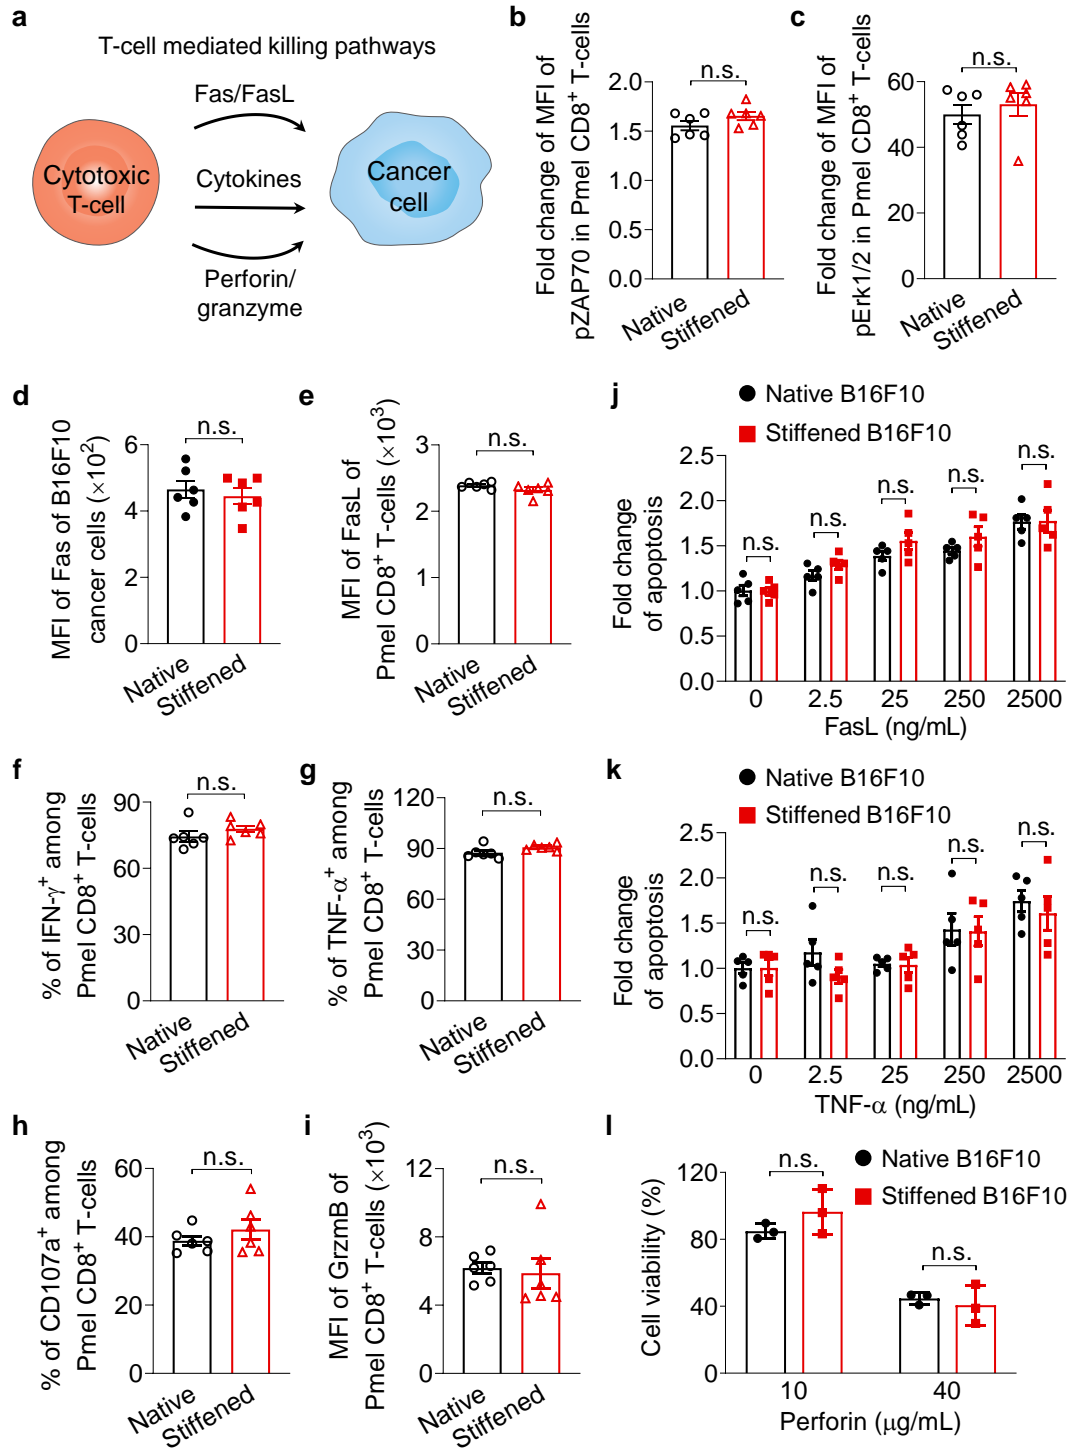 a
T-cell mediated killing pathways
Fas/FasL
Cytotoxic
T-cell
Cytokines
Cancer
cell
Perforin/
granzyme
b
Fold change of MFI of
pZAP70 in Pmel CD8⁺ T-cells
n.s.
2.0
1.5
1.0
0.5
0.0
Native
Stiffened
c
Fold change of MFI of
pErk1/2 in Pmel CD8⁺ T-cells
n.s.
60
40
20
0
Native
Stiffened
d
MFI of Fas of B16F10
cancer cells (×10²)
n.s.
6
4
2
0
Native
Stiffened
e
MFI of FasL of
Pmel CD8⁺ T-cells (×10³)
n.s.
3
2
1
0
Native
Stiffened
j
Native B16F10
Stiffened B16F10
Fold change
of apoptosis
2.5
2.0
1.5
1.0
0.5
0.0
n.s.
n.s.
n.s.
n.s.
n.s.
0 2.5 25 250 2500
FasL (ng/mL)
f
% of IFN-γ⁺ among
Pmel CD8⁺ T-cells
n.s.
90
60
30
0
Native
Stiffened
g
% of TNF-α⁺ among
Pmel CD8⁺ T-cells
n.s.
120
90
60
30
0
Native
Stiffened
k
Native B16F10
Stiffened B16F10
Fold change
of apoptosis
2.5
2.0
1.5
1.0
0.5
0.0
n.s.
n.s.
n.s.
n.s.
n.s.
0 2.5 25 250 2500
TNF-α (ng/mL)
h
% of CD107a⁺ among
Pmel CD8⁺ T-cells
n.s.
60
40
20
0
Native
Stiffened
i
MFI of GrzmB of
Pmel CD8⁺ T-cells (×10³)
n.s.
12
8
4
0
Native
Stiffened
l
Native B16F10
Stiffened B16F10
Cell viability (%)
120
80
40
0
n.s.
n.s.
10 40
Perforin (μg/mL)